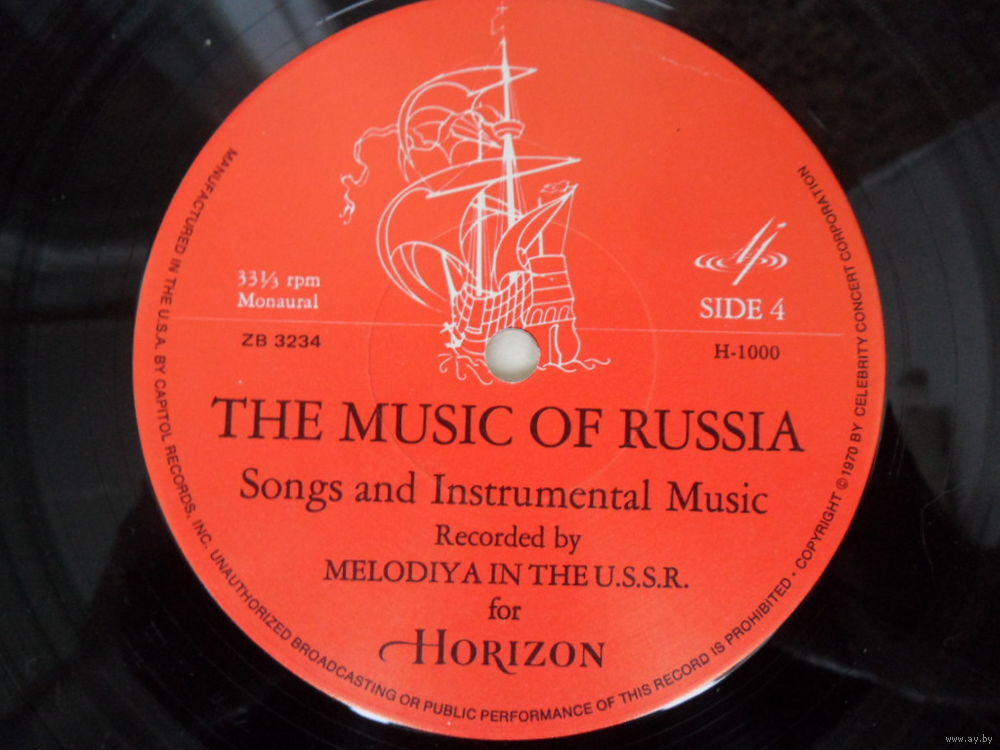 33⅓ rpm
Monaural
SIDE 4
ZB 3234
H-1000
THE MUSIC OF RUSSIA
Songs and Instrumental Music
Recorded by
MELODIYA IN THE U.S.S.R.
for
HORIZON
MANUFACTURED IN THE U.S.A. BY CAPITOL RECORDS, INC. UNAUTHORIZED BROADCASTING OR PUBLIC PERFORMANCE OF THIS RECORD IS PROHIBITED · COPYRIGHT ©1970 BY CELEBRITY CONCERT CORPORATION
www.ay.by